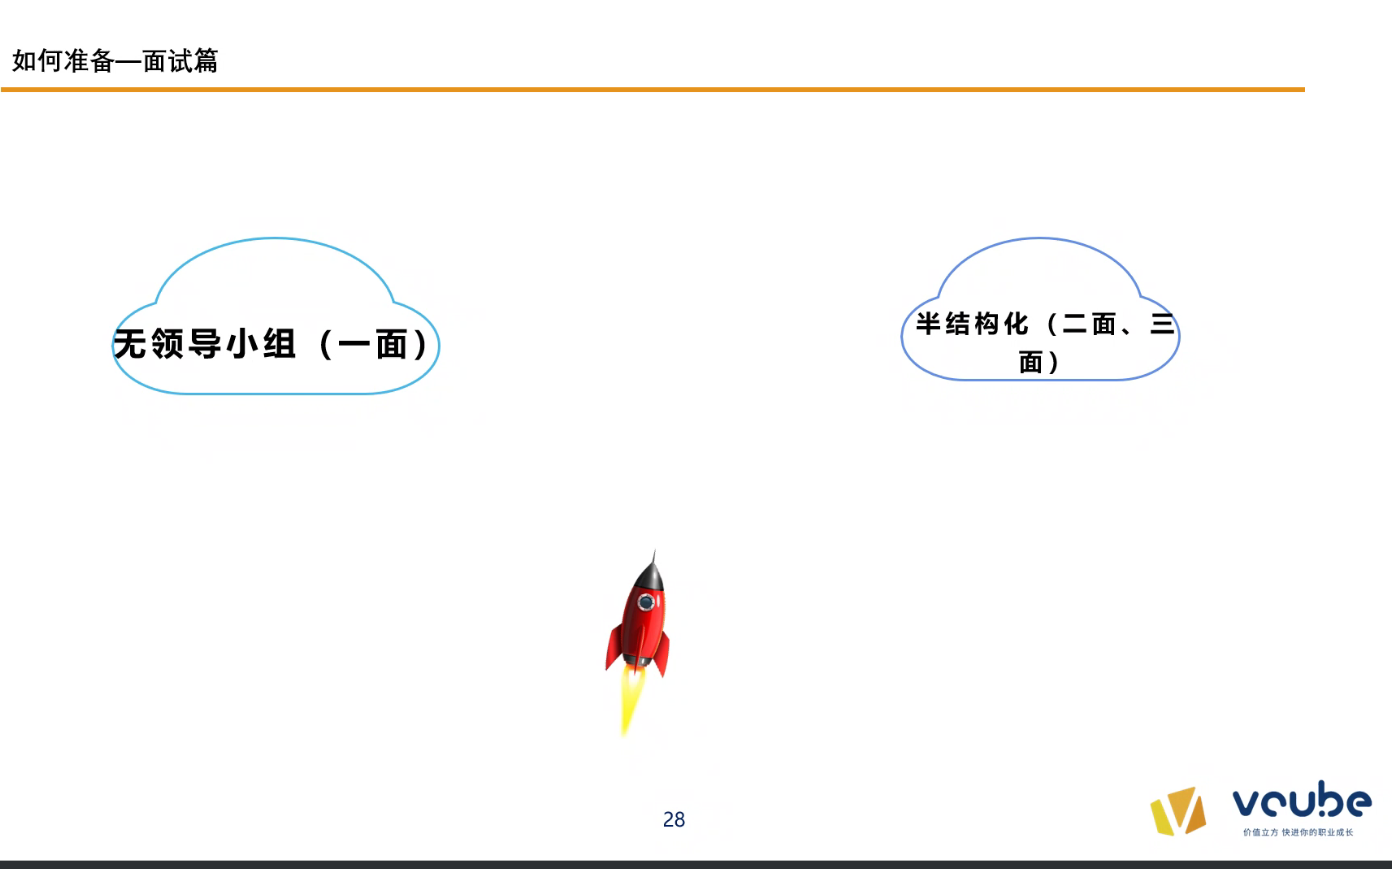 如何准备—面试篇
无领导小组（一面）
半结构化（二面、三
面）
28
vcube
价值立方 快进你的职业成长